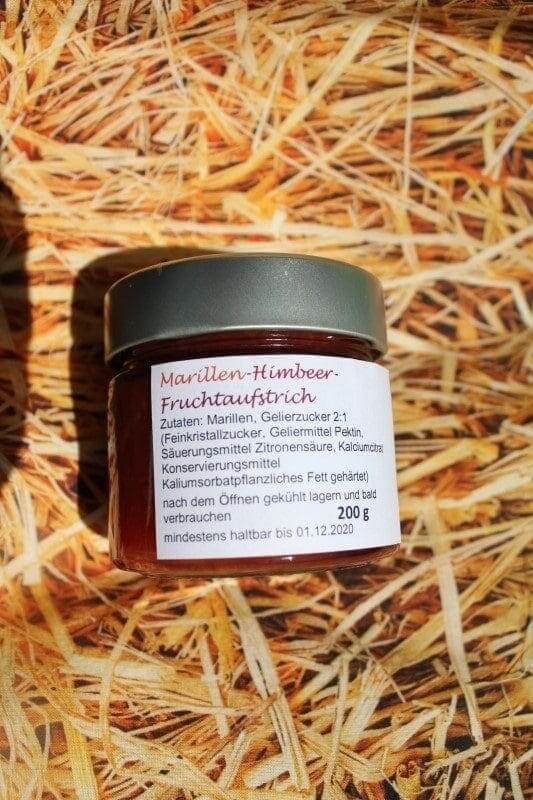 Marillen-Himbeer-
Fruchtaufstrich
Zutaten: Marillen, Gelierzucker 2:1
(Feinkristallzucker, Geliermittel Pektin,
Säuerungsmittel Zitronensäure, Kalciumcitrat
Konservierungsmittel
Kaliumsorbatpflanzliches Fett gehärtet)
nach dem Öffnen gekühlt lagern und bald
verbrauchen 200 g
mindestens haltbar bis 01.12.2020